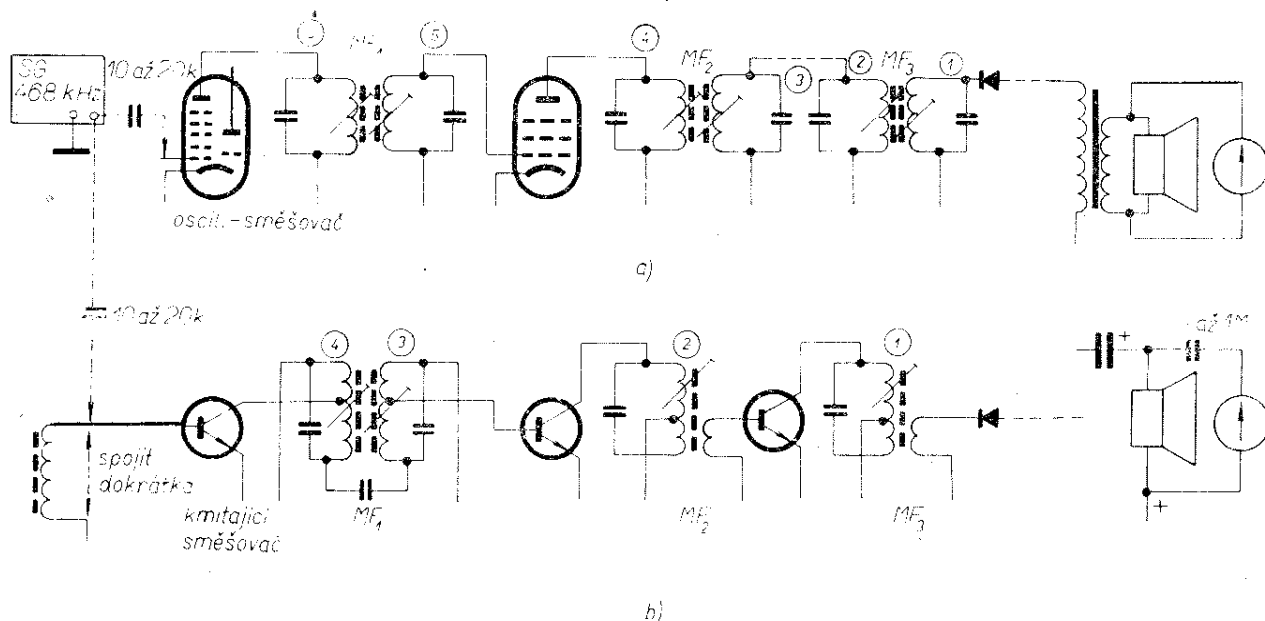 SG
468 kHz
10 až 20k
MF₁
5
4
MF₂
3
2
MF₃
1
oscil.-směšovač
a)
10 až 20k
4
3
2
1
až 1M
+
spojit
dokrátka
kmitající
směšovač
MF₁
MF₂
MF₃
+
b)